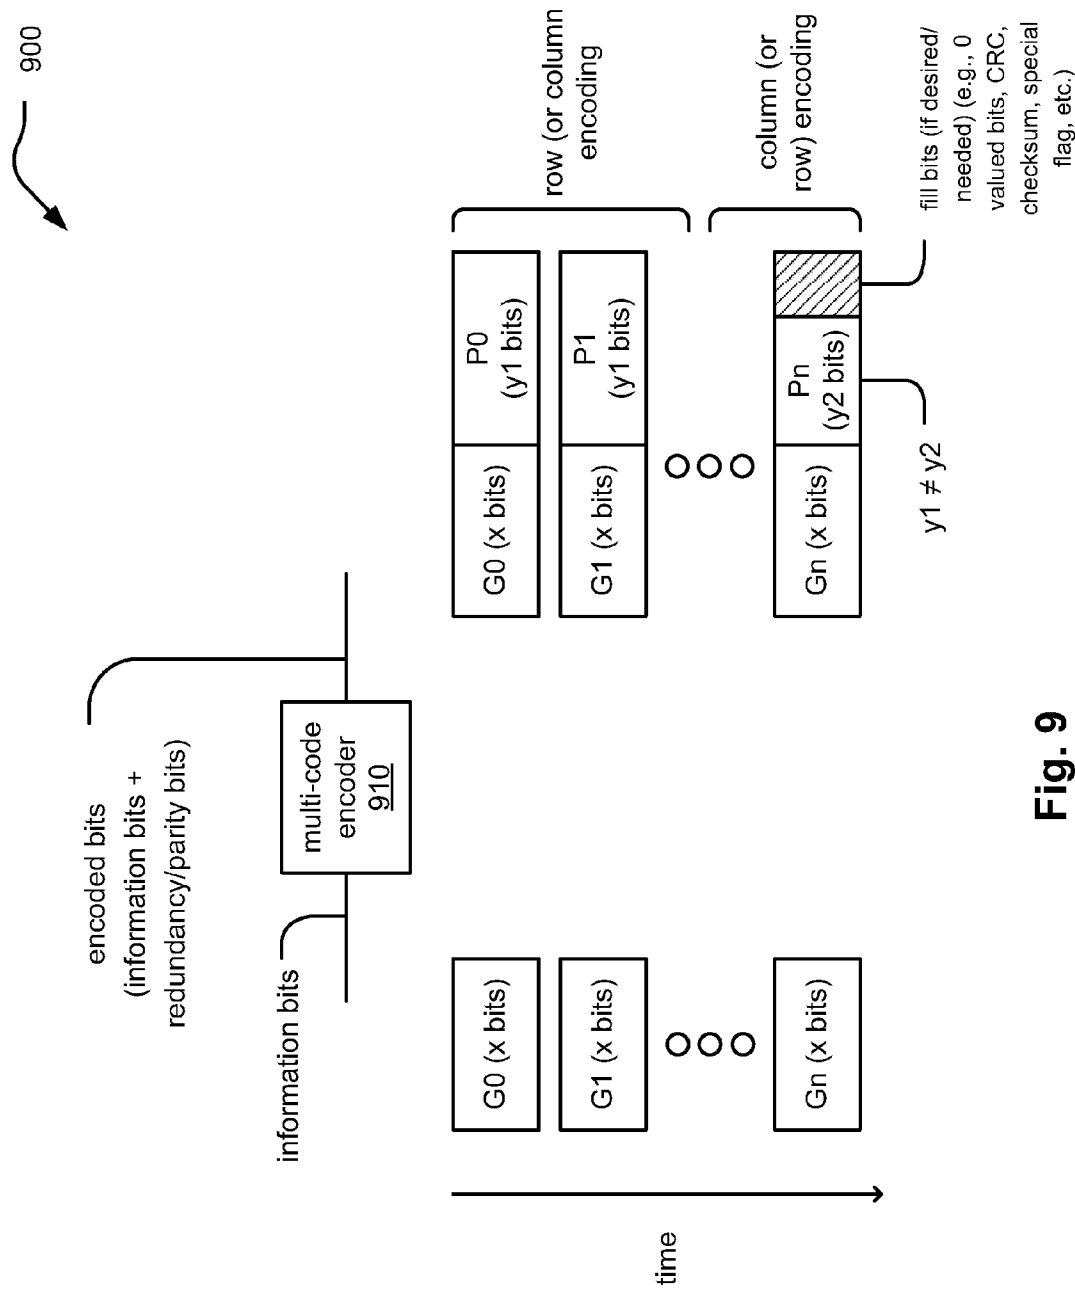 900
encoded bits
(information bits +
redundancy/parity bits)
information bits
multi-code
encoder
910
time
G0 (x bits)
G1 (x bits)
Gn (x bits)
G0 (x bits)
P0
(y1 bits)
G1 (x bits)
P1
(y1 bits)
Gn (x bits)
Pn
(y2 bits)
row (or column
encoding
column (or
row) encoding
y1 ≠ y2
fill bits (if desired/
needed) (e.g., 0
valued bits, CRC,
checksum, special
flag, etc.)
Fig. 9